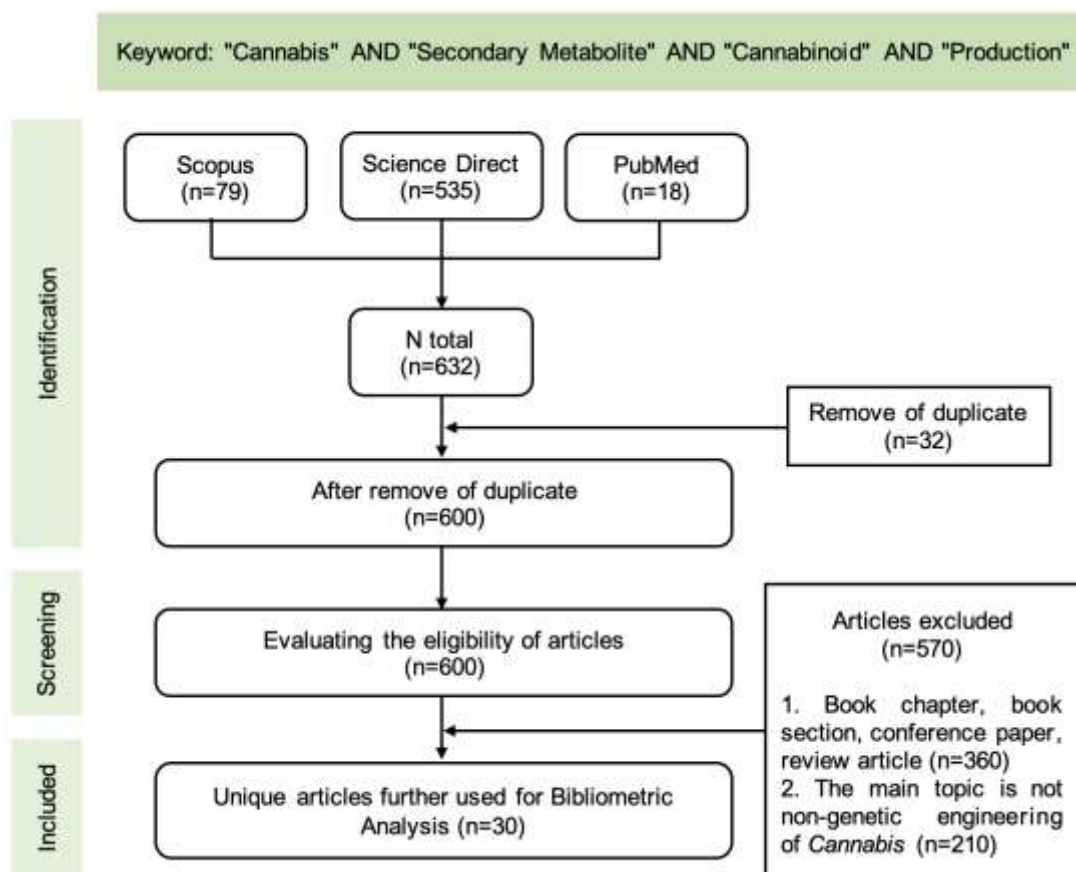 Keyword: "Cannabis" AND "Secondary Metabolite" AND "Cannabinoid" AND "Production"
Identification
Scopus
(n=79)
Science Direct
(n=535)
PubMed
(n=18)
N total
(n=632)
Remove of duplicate
(n=32)
After remove of duplicate
(n=600)
Screening
Evaluating the eligibility of articles
(n=600)
Articles excluded
(n=570)
1. Book chapter, book
section, conference paper,
review article (n=360)
2. The main topic is not
non-genetic engineering
of Cannabis (n=210)
Included
Unique articles further used for Bibliometric
Analysis (n=30)